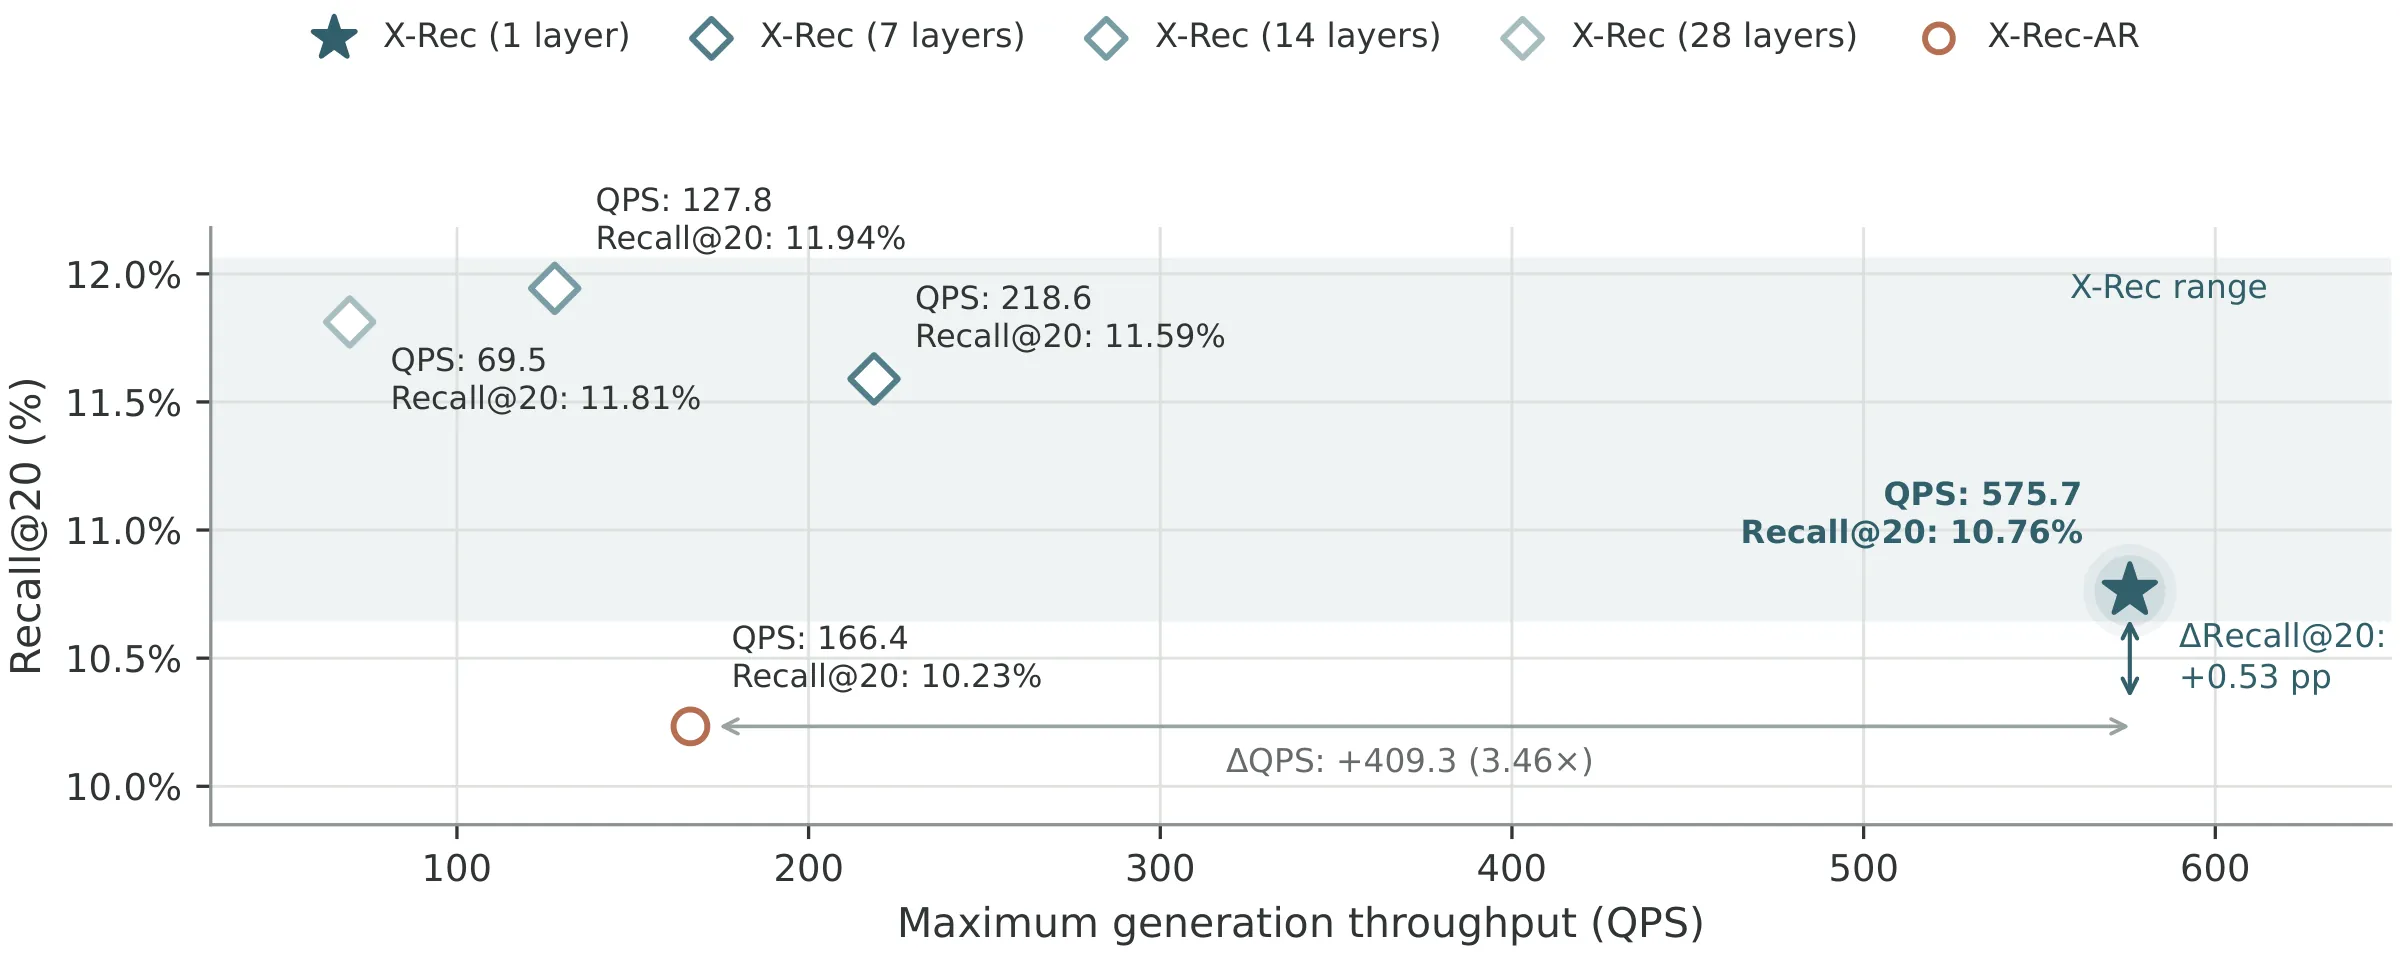 X-Rec (1 layer)
X-Rec (7 layers)
X-Rec (14 layers)
X-Rec (28 layers)
X-Rec-AR
QPS: 127.8
Recall@20: 11.94%
QPS: 218.6
Recall@20: 11.59%
X-Rec range
QPS: 69.5
Recall@20: 11.81%
QPS: 575.7
Recall@20: 10.76%
QPS: 166.4
Recall@20: 10.23%
ΔRecall@20:
+0.53 pp
ΔQPS: +409.3 (3.46×)
Recall@20 (%)
12.0%
11.5%
11.0%
10.5%
10.0%
100
200
300
400
500
600
Maximum generation throughput (QPS)